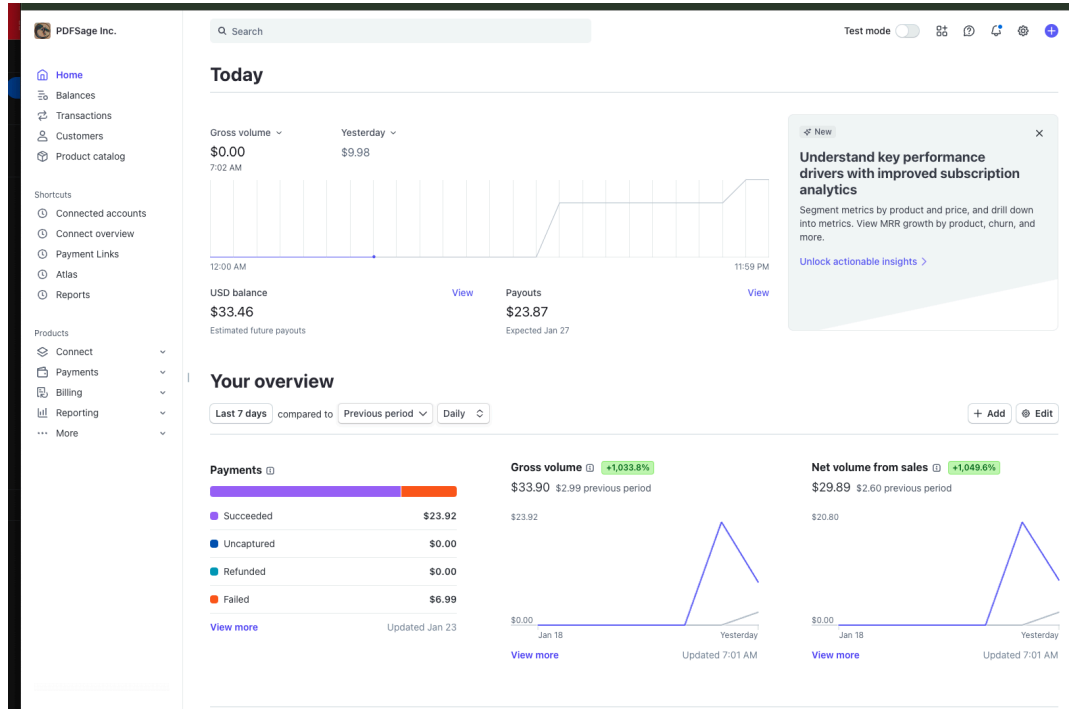 PDFSage Inc.
Search
Test mode
Home
Balances
Transactions
Customers
Product catalog
Shortcuts
Connected accounts
Connect overview
Payment Links
Atlas
Reports
Products
Connect
Payments
Billing
Reporting
More
Today
Gross volume
Yesterday
$0.00
$9.98
7:02 AM
12:00 AM
11:59 PM
USD balance
View
$33.46
Estimated future payouts
Payouts
View
$23.87
Expected Jan 27
New
Understand key performance
drivers with improved subscription
analytics
Segment metrics by product and price, and drill down
into metrics. View MRR growth by product, churn, and
more.
Unlock actionable insights
Your overview
Last 7 days compared to Previous period Daily
+ Add
Edit
Payments
Succeeded $23.92
Uncaptured $0.00
Refunded $0.00
Failed $6.99
View more Updated Jan 23
Gross volume +1,033.8%
$33.90 $2.99 previous period
$23.92
$0.00
Jan 18 Yesterday
View more Updated 7:01 AM
Net volume from sales +1,049.6%
$29.89 $2.60 previous period
$20.80
$0.00
Jan 18 Yesterday
View more Updated 7:01 AM